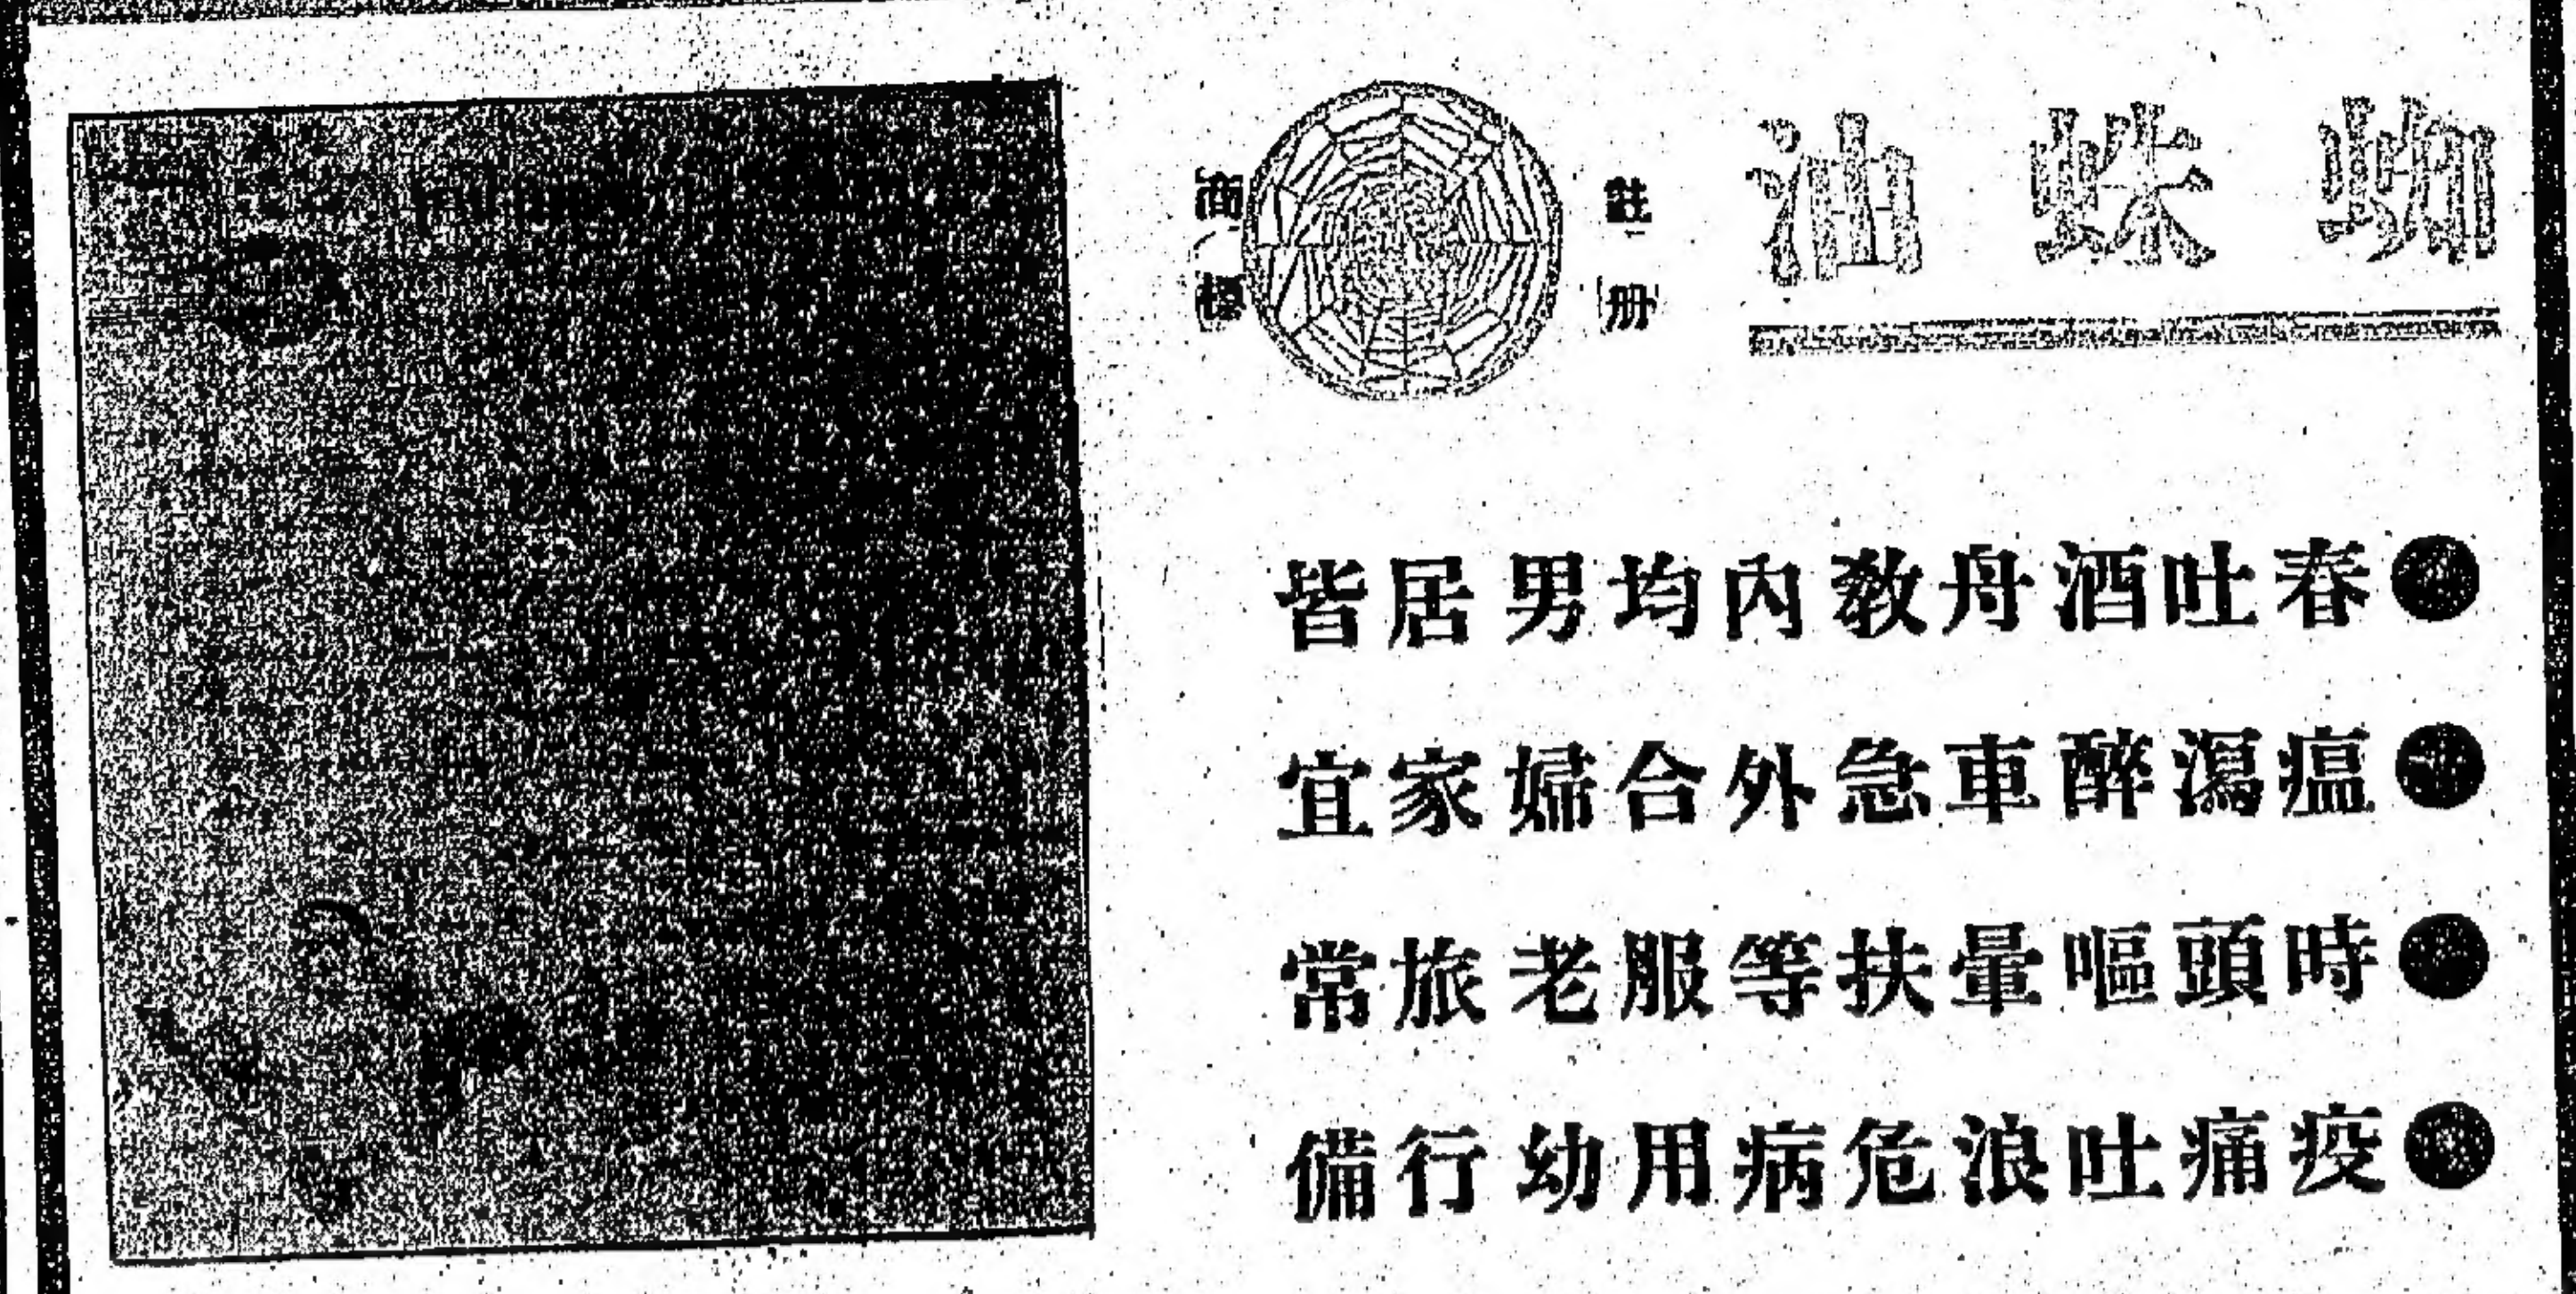 蜘蛛油
註册
商標
春瘟時疫
吐瀉頭痛
酒醉嘔吐
舟車暈浪
救急扶危
內外等病
均合服用
男婦老幼
居家旅行
皆宜常備